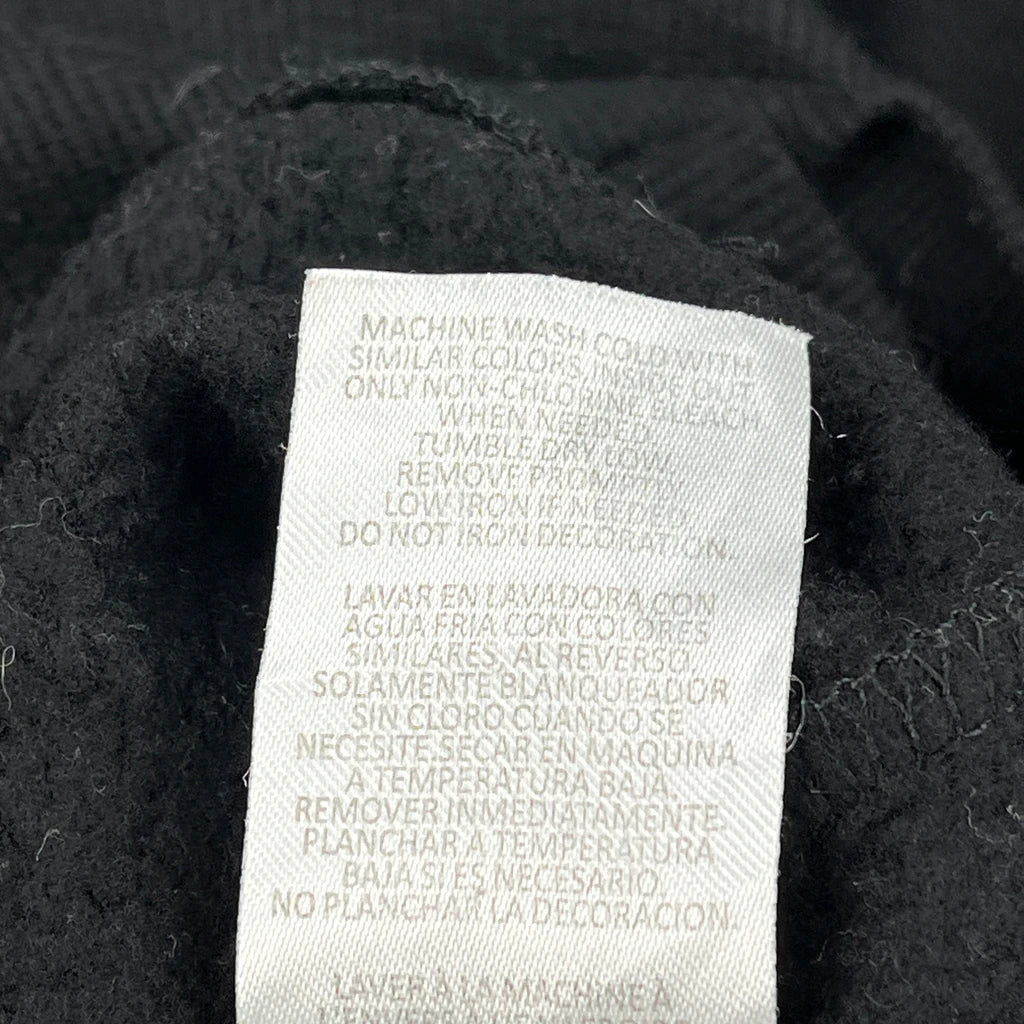 MACHINE WASH COLD WITH
SIMILAR COLORS, INSIDE OUT.
ONLY NON-CHLORINE BLEACH
WHEN NEEDED.
TUMBLE DRY LOW.
REMOVE PROMPTLY.
LOW IRON IF NEEDED.
DO NOT IRON DECORATION.
LAVAR EN LAVADORA CON
AGUA FRIA CON COLORES
SIMILARES, AL REVERSO.
SOLAMENTE BLANQUEADOR
SIN CLORO CUANDO SE
NECESITE.SECAR EN MAQUINA
A TEMPERATURA BAJA.
REMOVER INMEDIATAMENTE.
PLANCHAR A TEMPERATURA
BAJA SI ES NECESARIO.
NO PLANCHAR LA DECORACION.
LAVER À LA MACHINE À